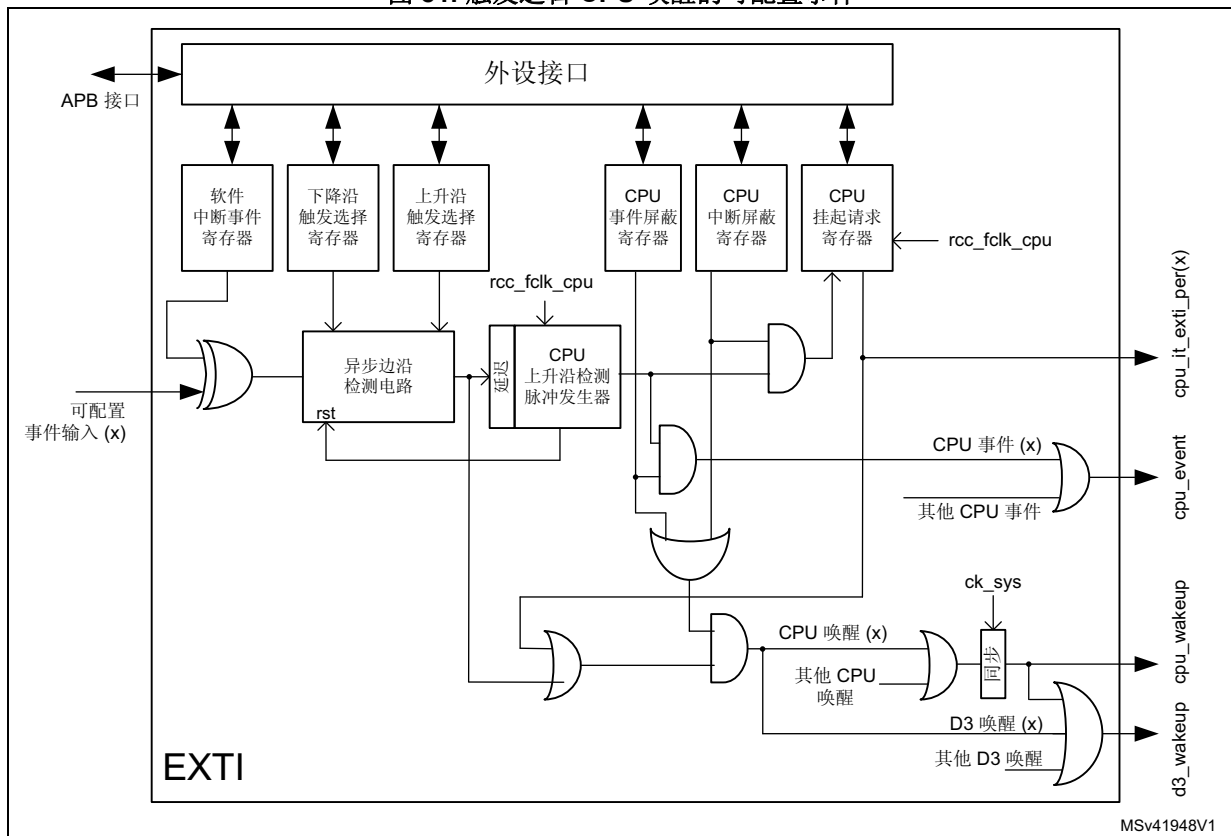 外设接口
APB 接口
软件
中断事件
寄存器
下降沿
触发选择
寄存器
上升沿
触发选择
寄存器
CPU
事件屏蔽
寄存器
CPU
中断屏蔽
寄存器
CPU
挂起请求
寄存器
rcc_fclk_cpu
rcc_fclk_cpu
cpu_it_exti_per(x)
异步边沿
检测电路
rst
延迟
CPU
上升沿检测
脉冲发生器
可配置
事件输入 (x)
CPU 事件 (x)
其他 CPU 事件
cpu_event
ck_sys
CPU 唤醒 (x)
其他 CPU
唤醒
同步
cpu_wakeup
D3 唤醒 (x)
其他 D3 唤醒
d3_wakeup
EXTI
MSv41948V1